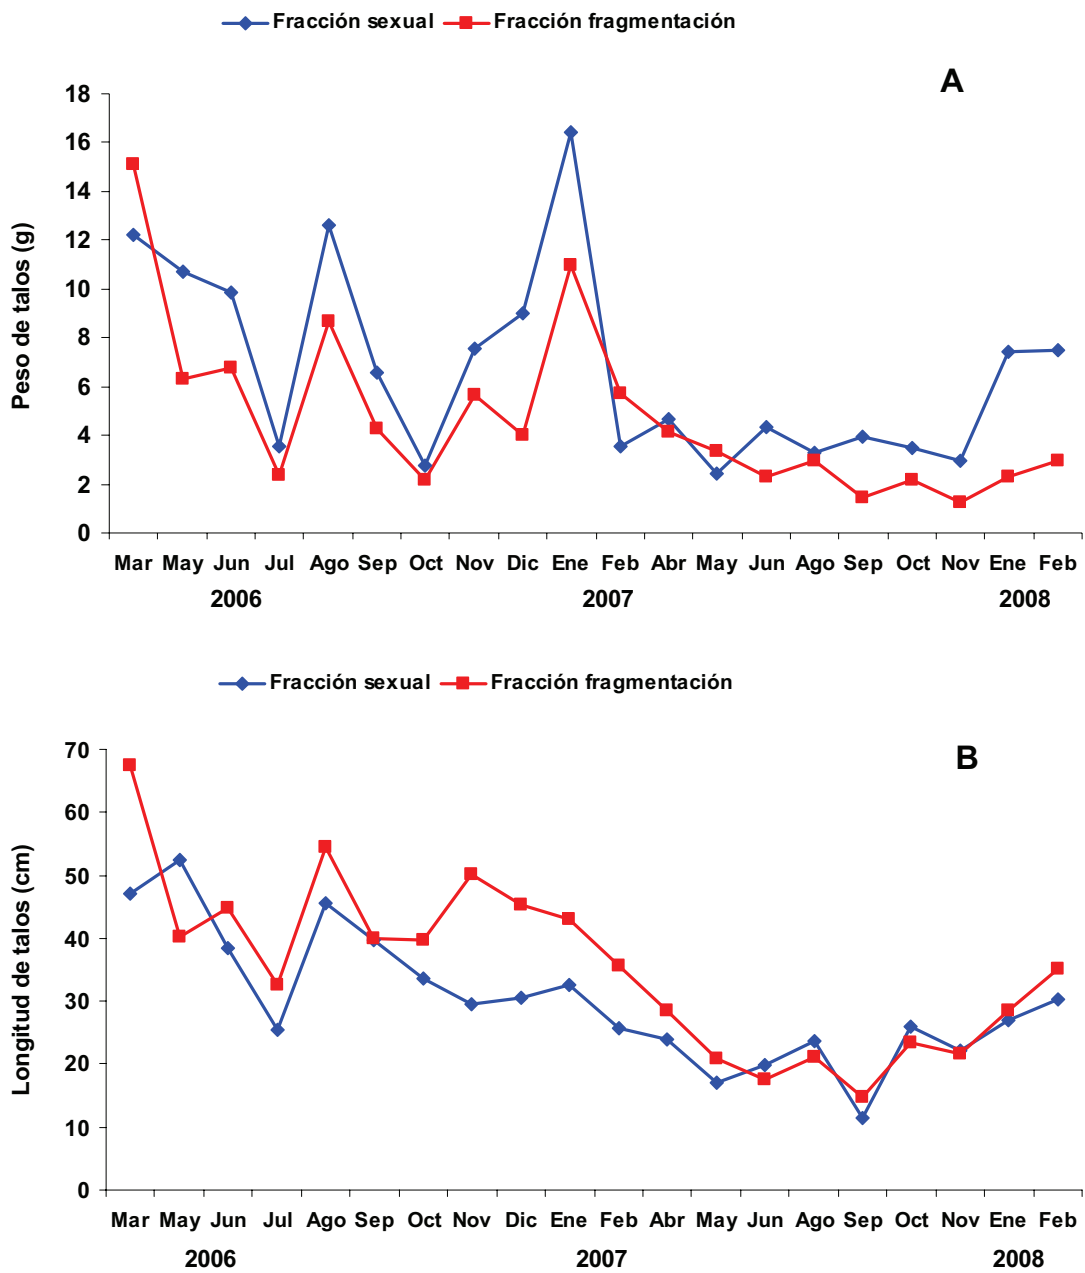 Fracción sexual Fracción fragmentación
A
18
16
14
12
10
8
6
4
2
0
Peso de talos (g)
Mar May Jun Jul Ago Sep Oct Nov Dic Ene Feb Abr May Jun Ago Sep Oct Nov Ene Feb
2006 2007 2008
Fracción sexual Fracción fragmentación
B
70
60
50
40
30
20
10
0
Longitud de talos (cm)
Mar May Jun Jul Ago Sep Oct Nov Dic Ene Feb Abr May Jun Ago Sep Oct Nov Ene Feb
2006 2007 2008